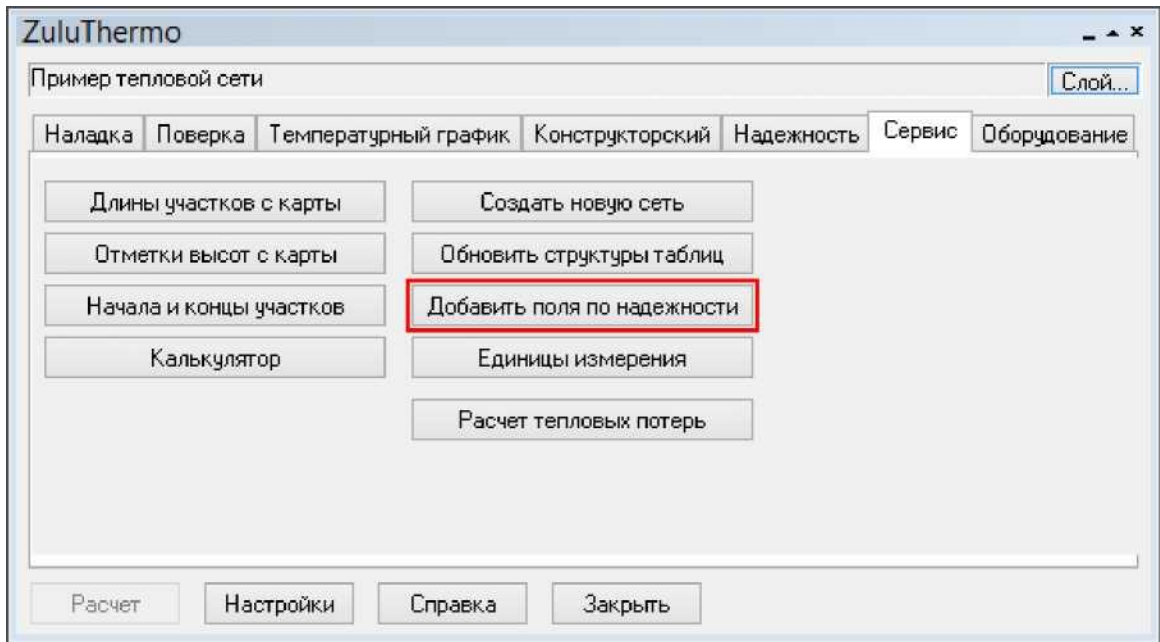 ZuluThermo
Пример тепловой сети Слой...
Наладка Поверка Температурный график Конструкторский Надежность Сервис Оборудование
Длины участков с карты Создать новую сеть
Отметки высот с карты Обновить структуры таблиц
Начала и концы участков Добавить поля по надежности
Калькулятор Единицы измерения
Расчет тепловых потерь
Расчет Настройки Справка Закрыть